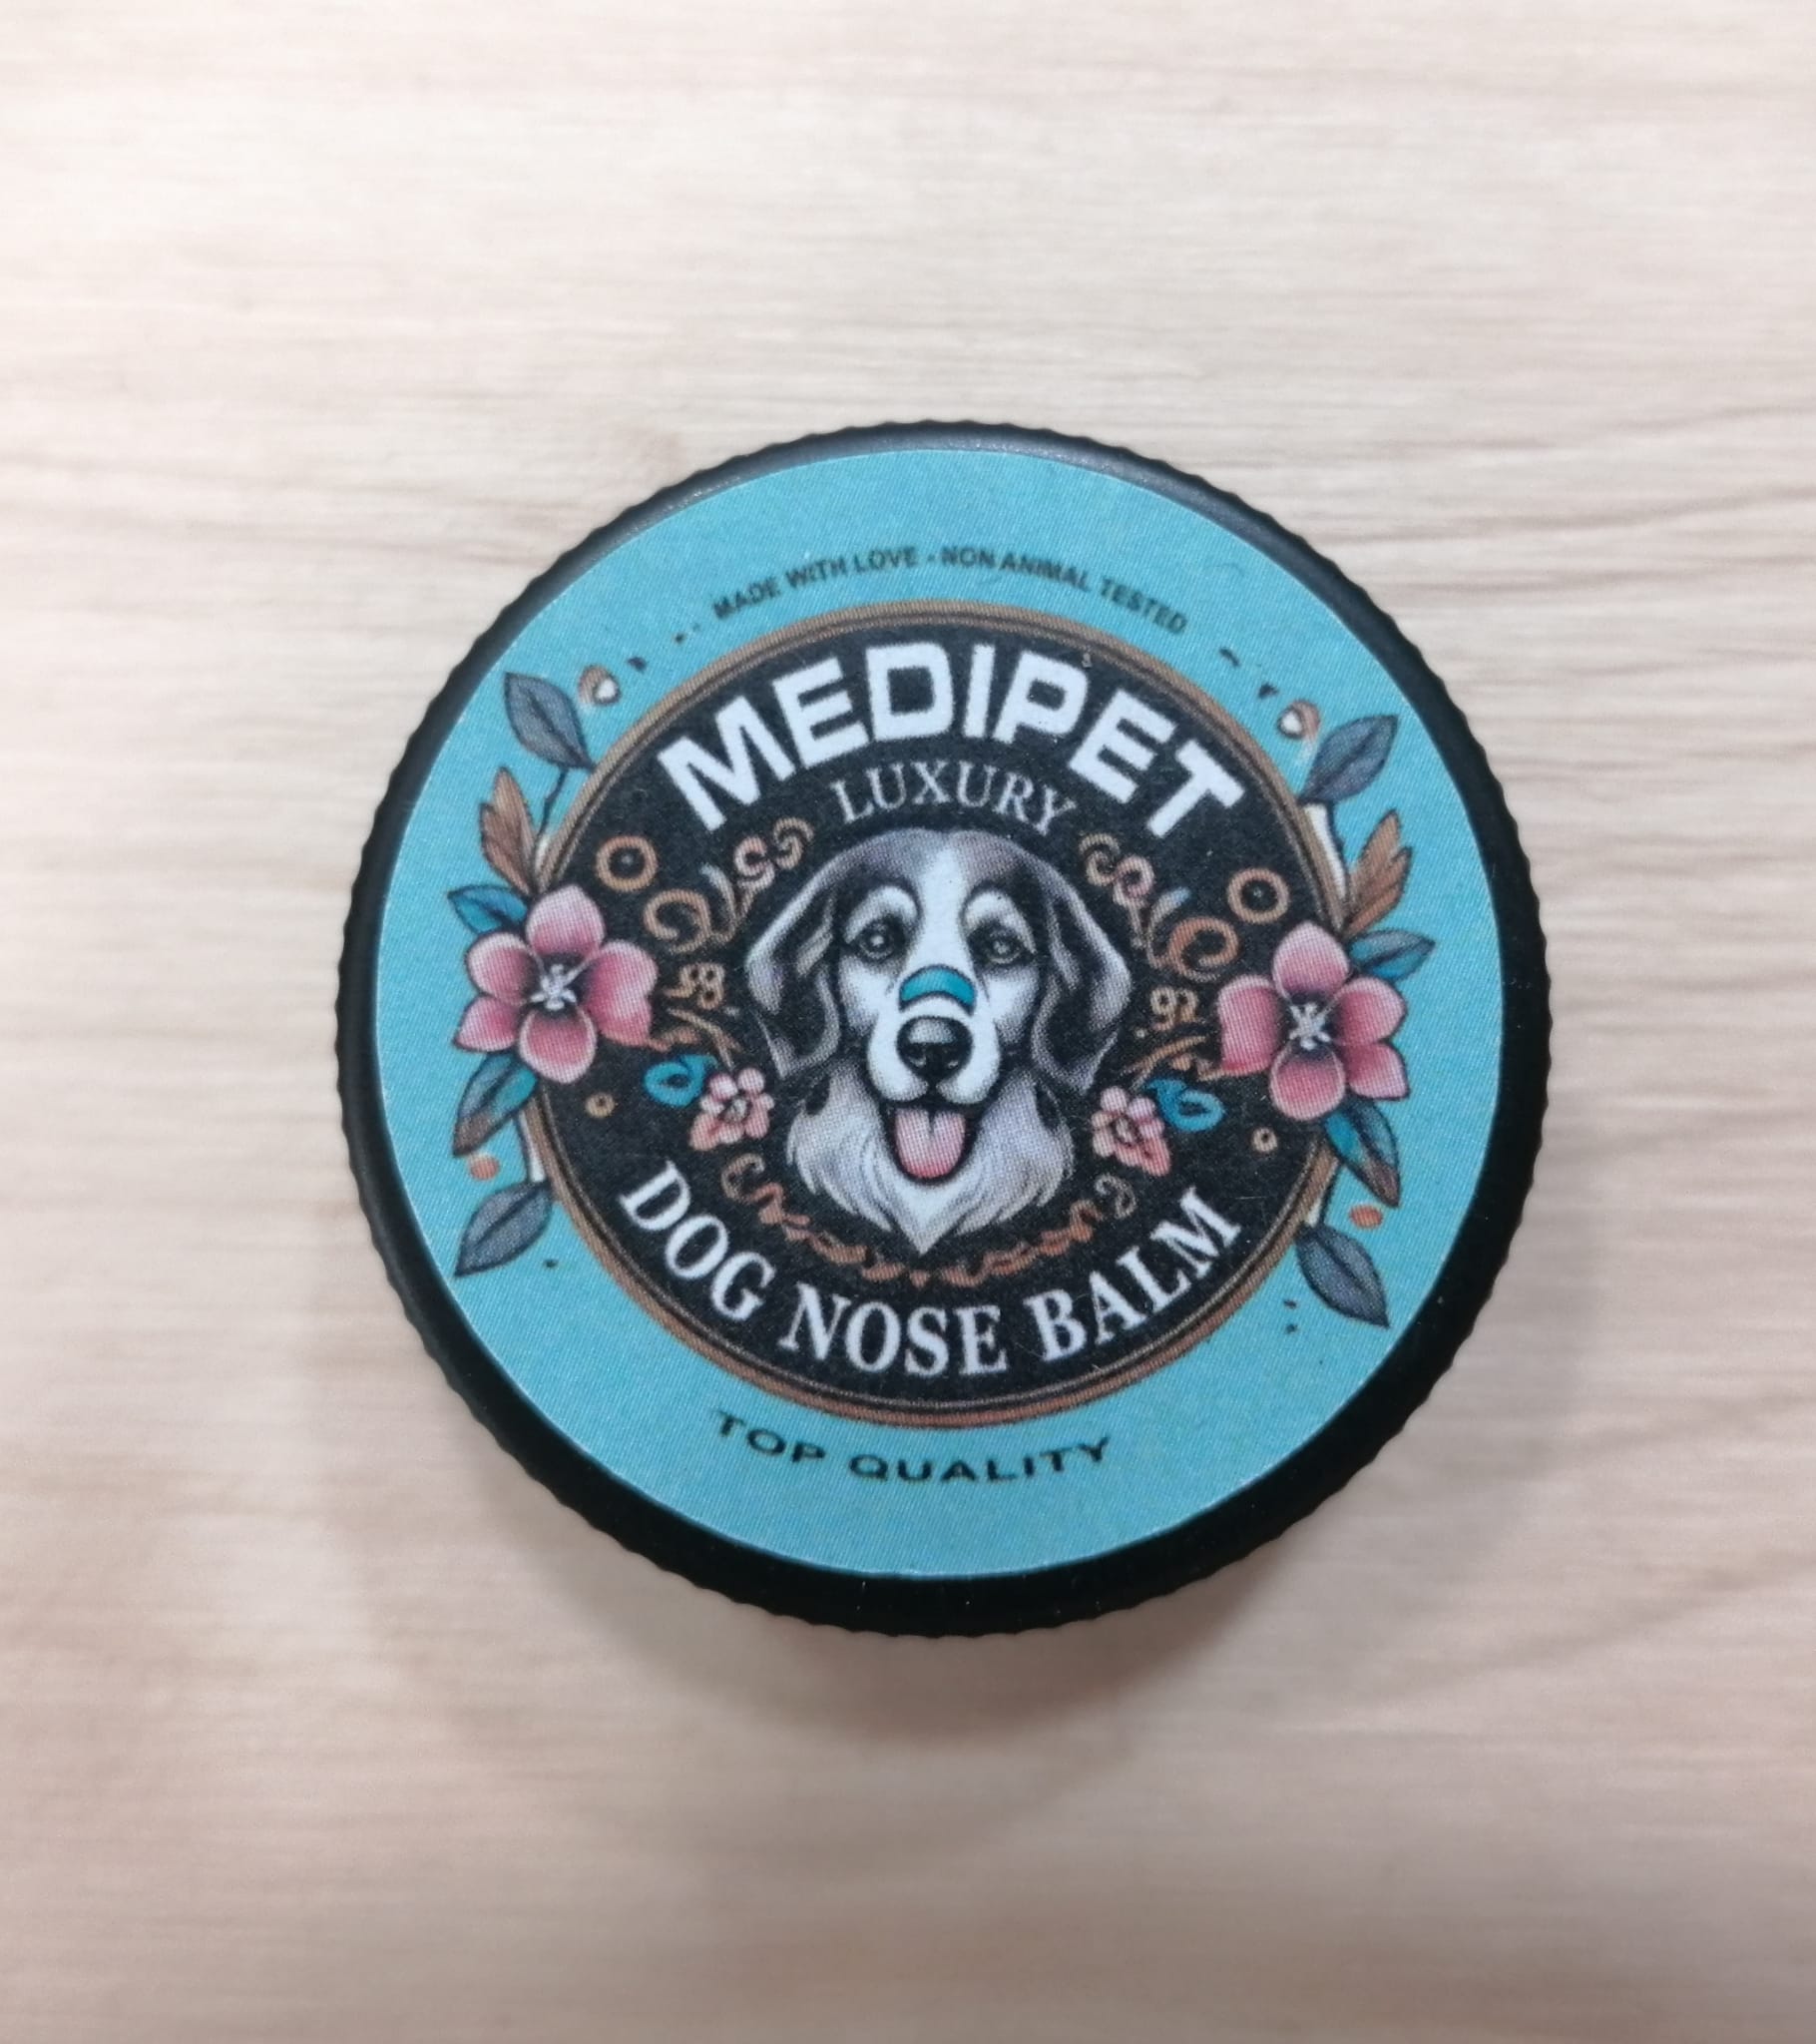 MADE WITH LOVE - NON ANIMAL TESTED
MEDIPET
LUXURY
DOG NOSE BALM
TOP QUALITY